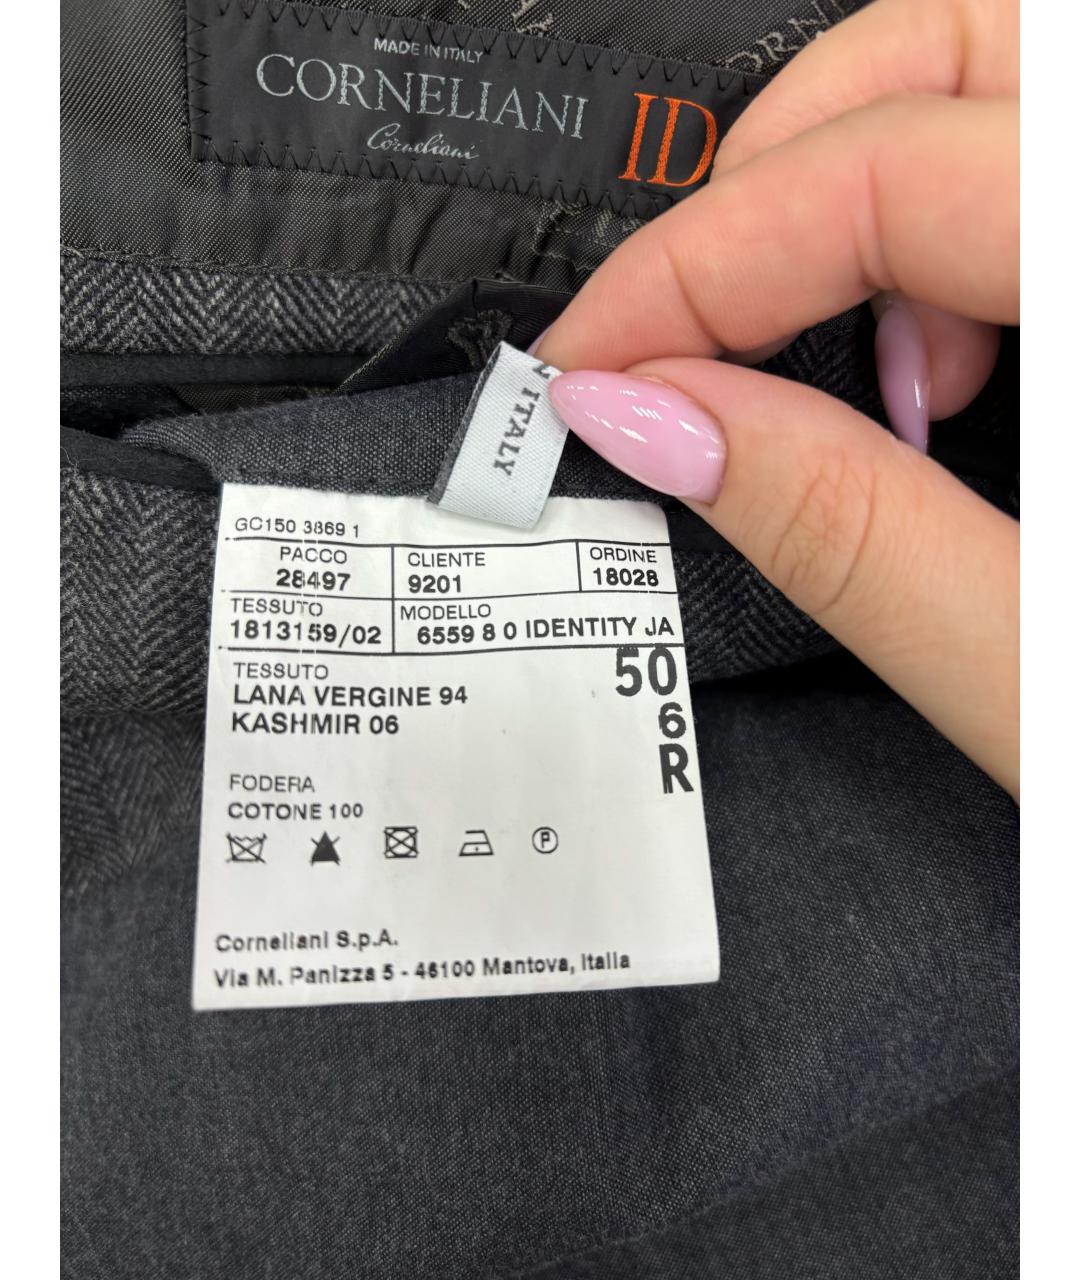 MADE IN ITALY
CORNELIANI ID
Corneliani
ITALY
GC150 3869 1
PACCO CLIENTE ORDINE
28497 9201 18028
TESSUTO MODELLO
1813159/02 6559 8 0 IDENTITY JA
TESSUTO 50
LANA VERGINE 94
KASHMIR 06 6
R
FODERA
COTONE 100
P
Corneliani S.p.A.
Via M. Panizza 5 - 46100 Mantova, Italia